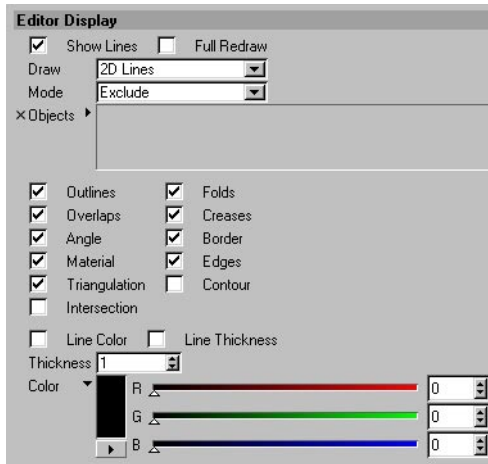 Editor Display
Show Lines Full Redraw
Draw 2D Lines
Mode Exclude
Objects
Outlines Folds
Overlaps Creases
Angle Border
Material Edges
Triangulation Contour
Intersection
Line Color Line Thickness
Thickness 1
Color R 0
G 0
B 0